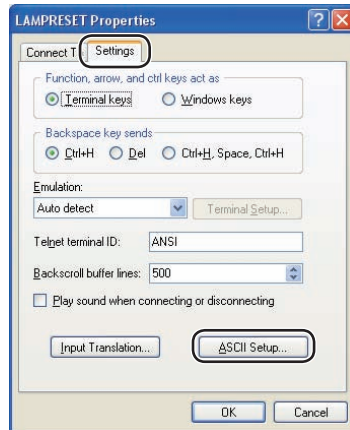 LAMPRESET Properties
Connect T
Settings
Function, arrow, and ctrl keys act as
Terminal keys
Windows keys
Backspace key sends
Ctrl+H
Del
Ctrl+H, Space, Ctrl+H
Emulation:
Auto detect
Terminal Setup...
Telnet terminal ID:
ANSI
Backscroll buffer lines:
500
Play sound when connecting or disconnecting
Input Translation...
ASCII Setup...
OK
Cancel